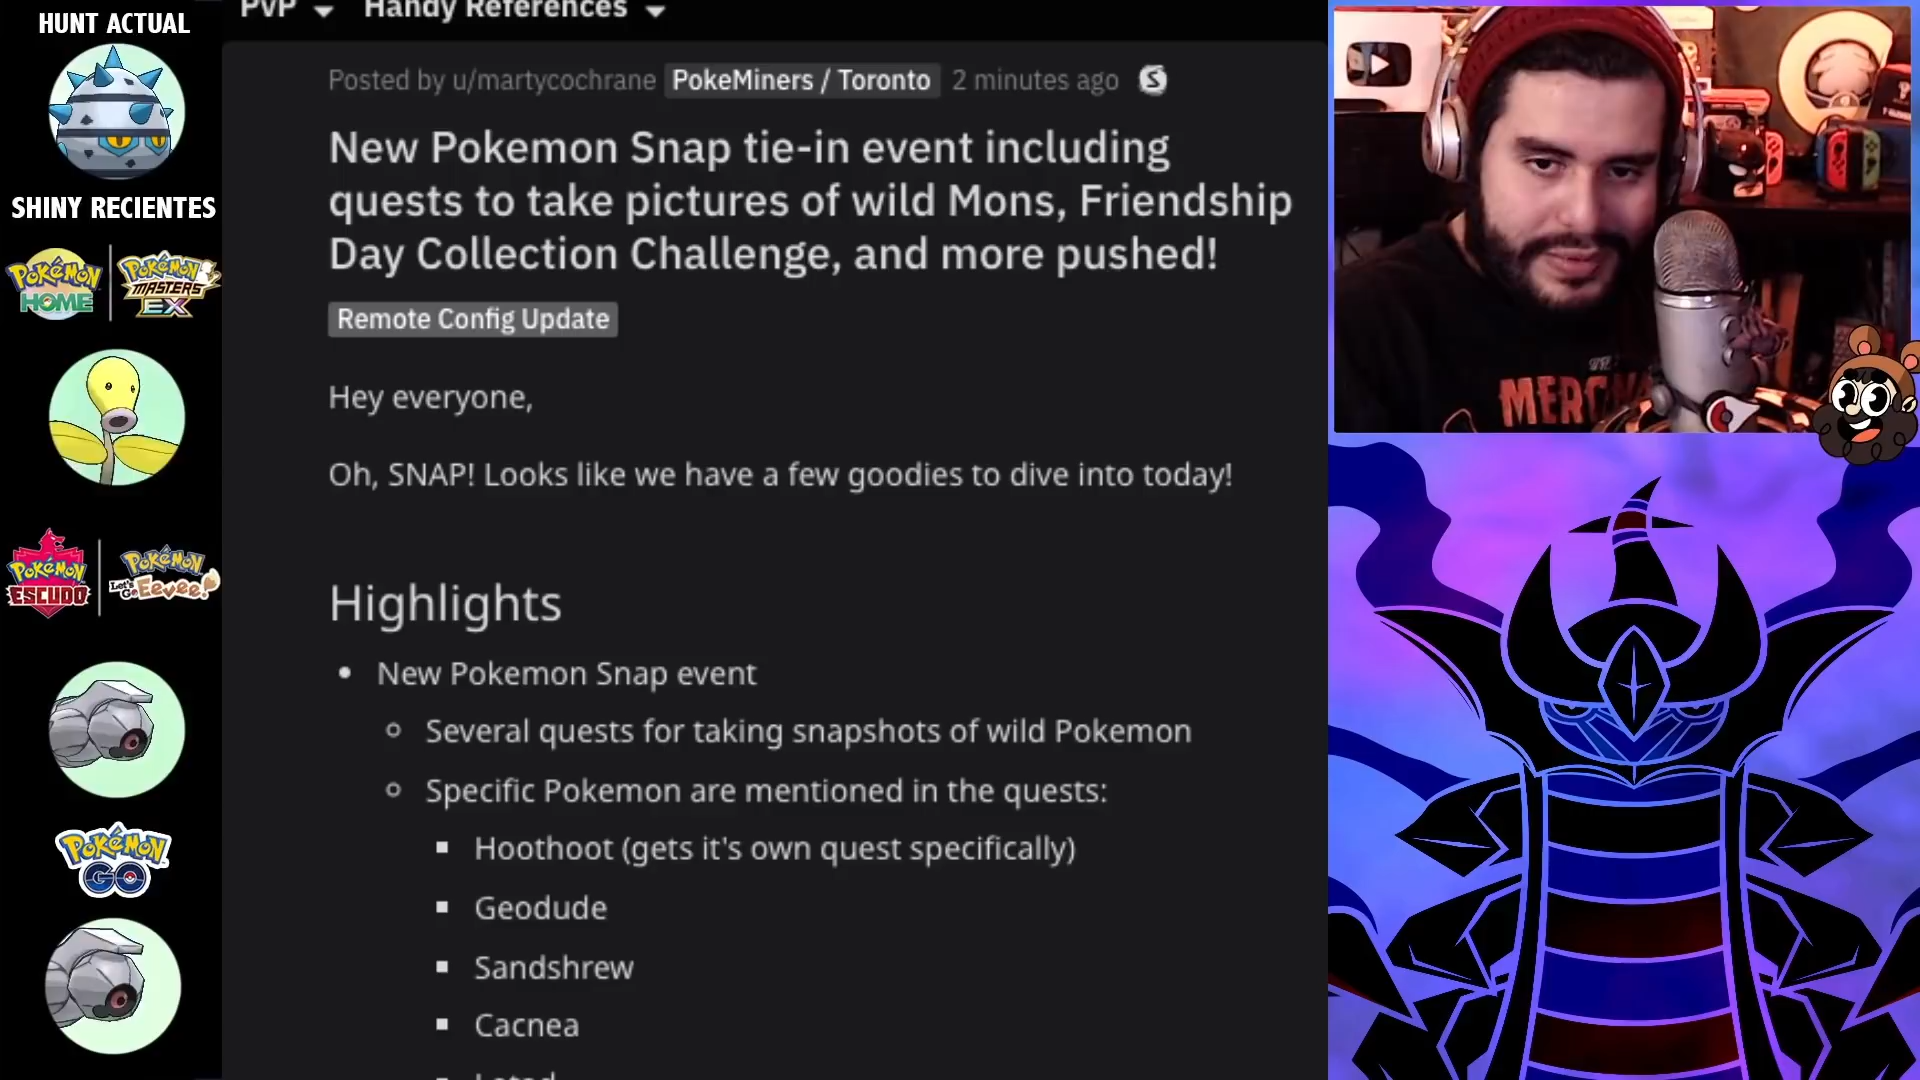 HUNT ACTUAL
SHINY RECIENTES
POKÉMON
HOME
POKÉMON
MASTERS
EX
POKÉMON
ESCUDO
POKÉMON
Let's Go Eevee!
POKÉMON
GO
PvP Handy References
Posted by u/martycochrane PokeMiners / Toronto 2 minutes ago
New Pokemon Snap tie-in event including
quests to take pictures of wild Mons, Friendship
Day Collection Challenge, and more pushed!
Remote Config Update
Hey everyone,
Oh, SNAP! Looks like we have a few goodies to dive into today!
Highlights
• New Pokemon Snap event
○ Several quests for taking snapshots of wild Pokemon
○ Specific Pokemon are mentioned in the quests:
▪ Hoothoot (gets it's own quest specifically)
▪ Geodude
▪ Sandshrew
▪ Cacnea